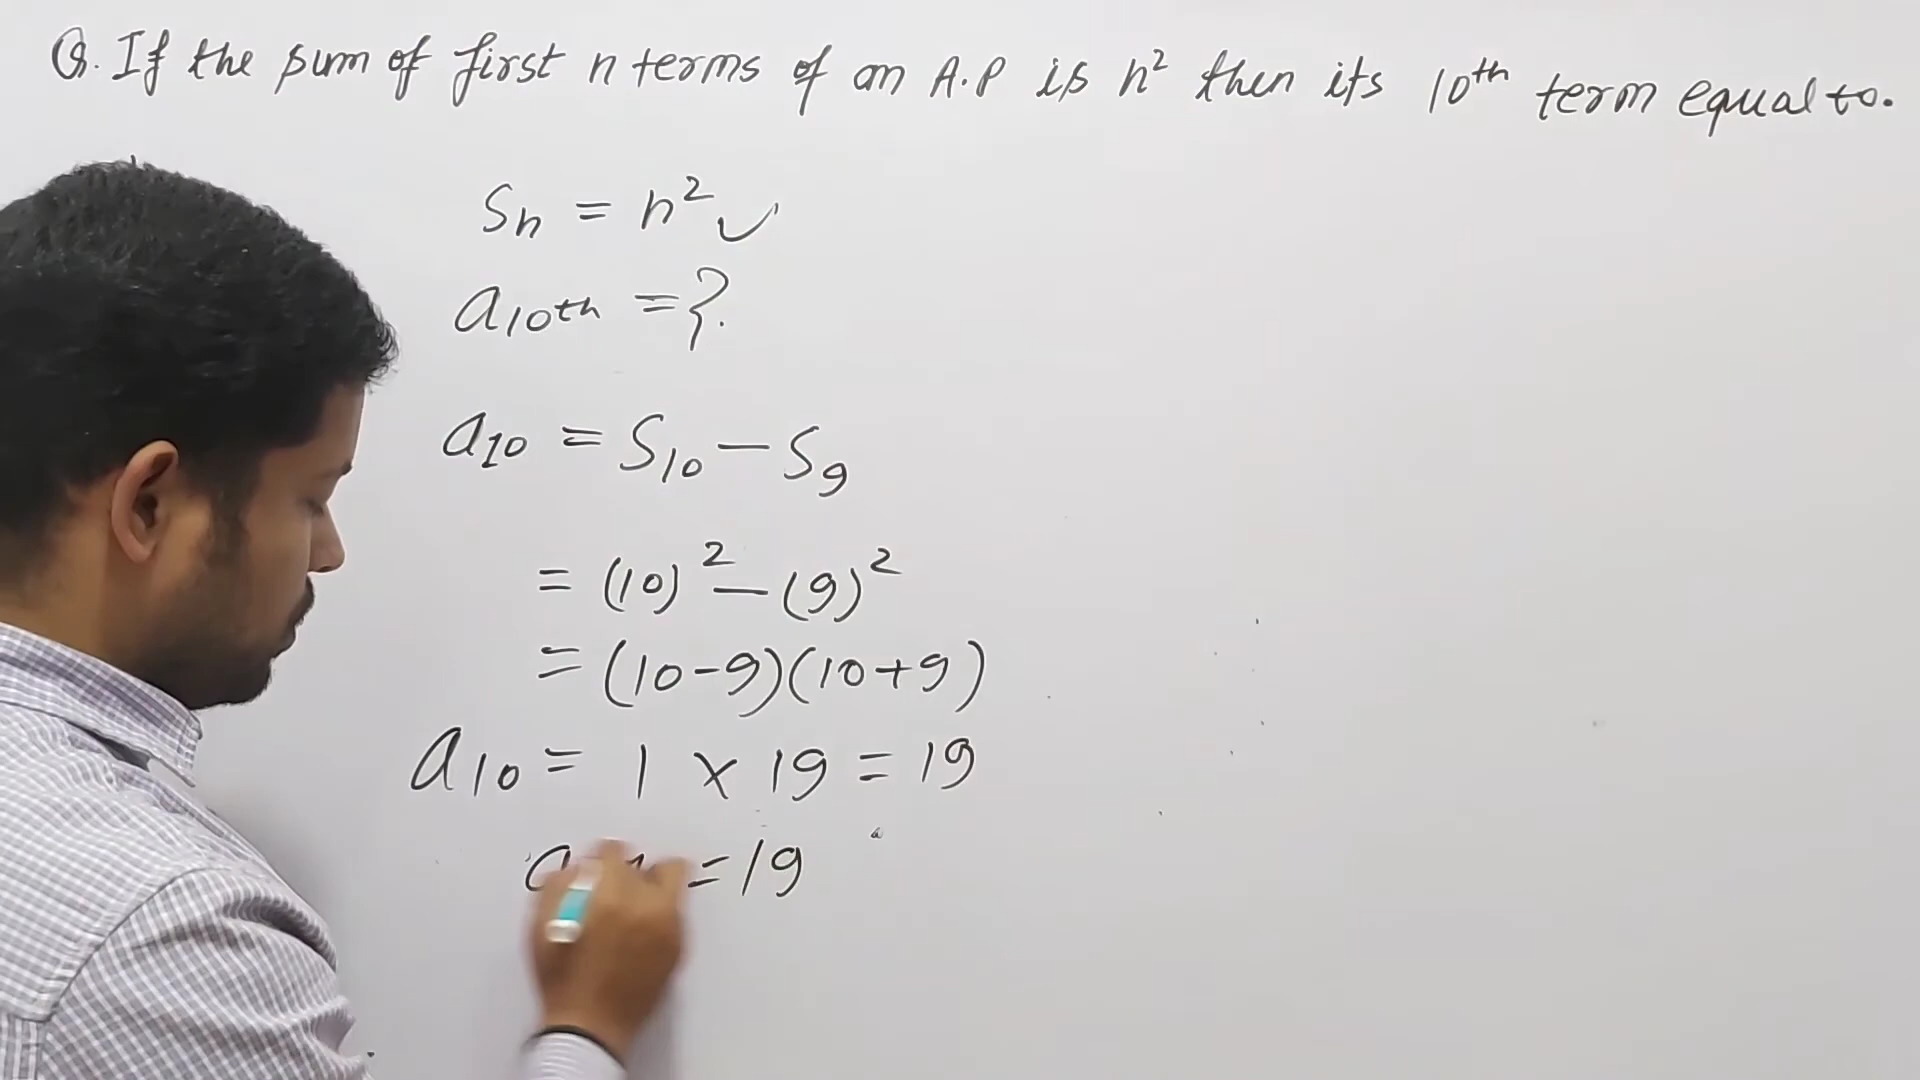 Q. If the sum of first n terms of an A.P is n² then its 10th term equal to.
Sn = n² ✓
a10th = ?
a10 = S10 - S9
= (10)² - (9)²
= (10-9)(10+9)
a10 = 1 × 19 = 19
= 19